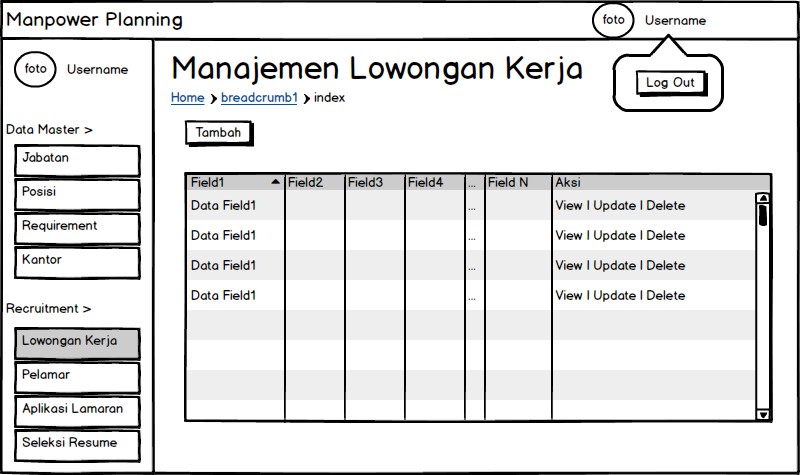 Manpower Planning
foto Username
Log Out
foto Username
Data Master >
Jabatan
Posisi
Requirement
Kantor
Recruitment >
Lowongan Kerja
Pelamar
Aplikasi Lamaran
Seleksi Resume
Manajemen Lowongan Kerja
Home > breadcrumb1 > index
Tambah
Field1 Field2 Field3 Field4 ... Field N Aksi
Data Field1 ... View | Update | Delete
Data Field1 ... View | Update | Delete
Data Field1 ... View | Update | Delete
Data Field1 ... View | Update | Delete